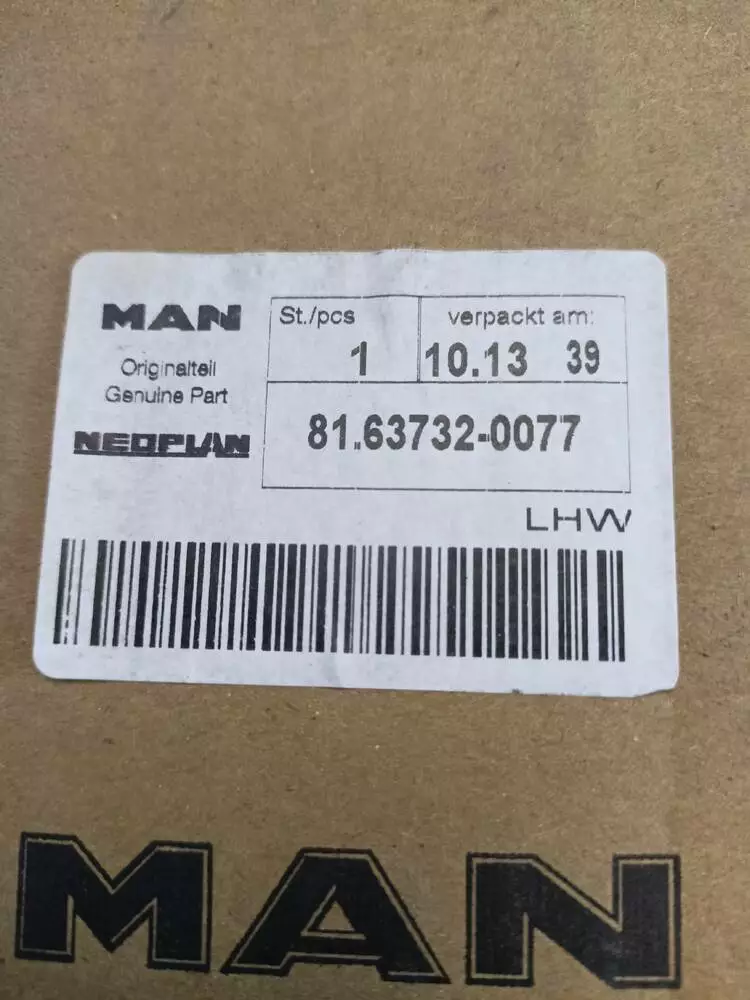 MAN
Originalteil
Genuine Part
NEOPLAN
St./pcs
1
verpackt am:
10.13 39
81.63732-0077
LHW
MAN